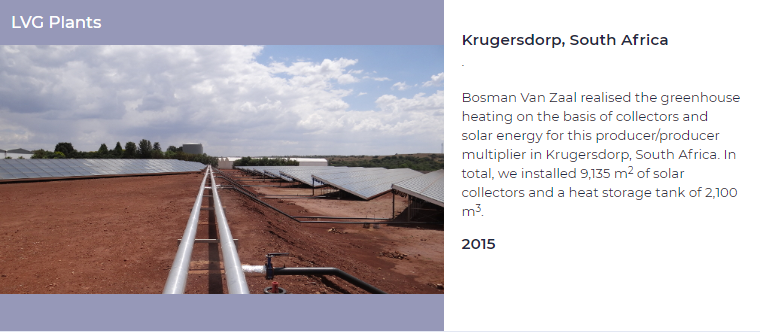 LVG Plants
Krugersdorp, South Africa
.
Bosman Van Zaal realised the greenhouse
heating on the basis of collectors and
solar energy for this producer/producer
multiplier in Krugersdorp, South Africa. In
total, we installed 9,135 m² of solar
collectors and a heat storage tank of 2,100
m³.
2015